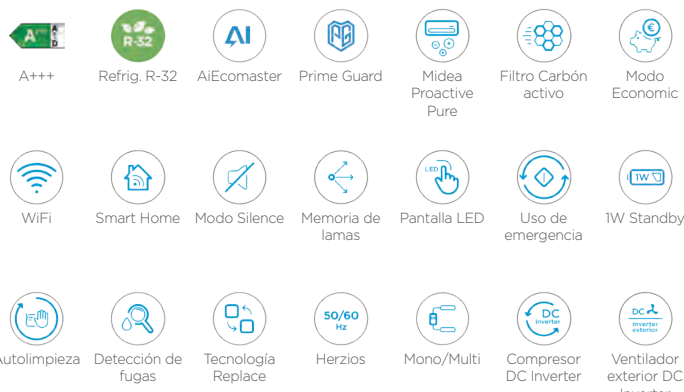 A+++
A+++
D
R-32
AI
A+++ Refrig. R-32 AiEcomaster Prime Guard Midea Proactive Pure Filtro Carbón activo Modo Economic
LED
1W
WiFi Smart Home Modo Silence Memoria de lamas Pantalla LED Uso de emergencia 1W Standby
50/60
Hz
DC
inverter
DC
inverter
exterior
Autolimpieza Detección de fugas Tecnología Replace Herzios Mono/Multi Compresor DC Inverter Ventilador exterior DC Inverter